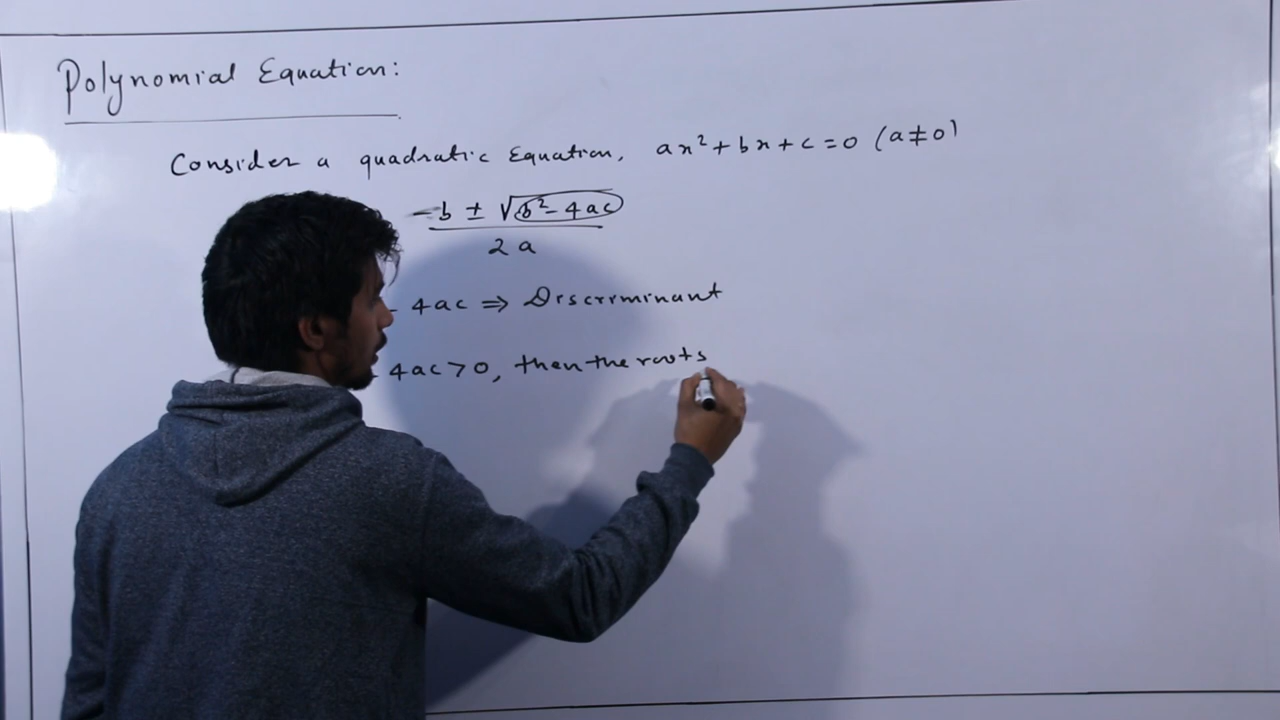 Polynomial Equation:
Consider a quadratic Equation, ax²+bx+c=0 (a≠0)
-b ± √b²-4ac
2a
- 4ac ⇒ Discriminant
- 4ac>0, then the roots